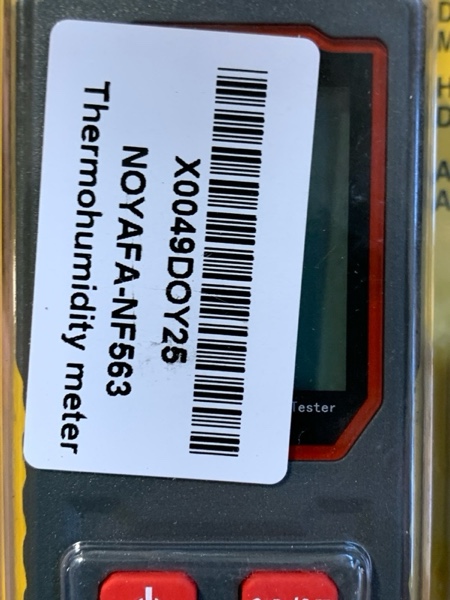 X0049DOY25
NOYAFA-NF563
Thermohumidity meter
Tester